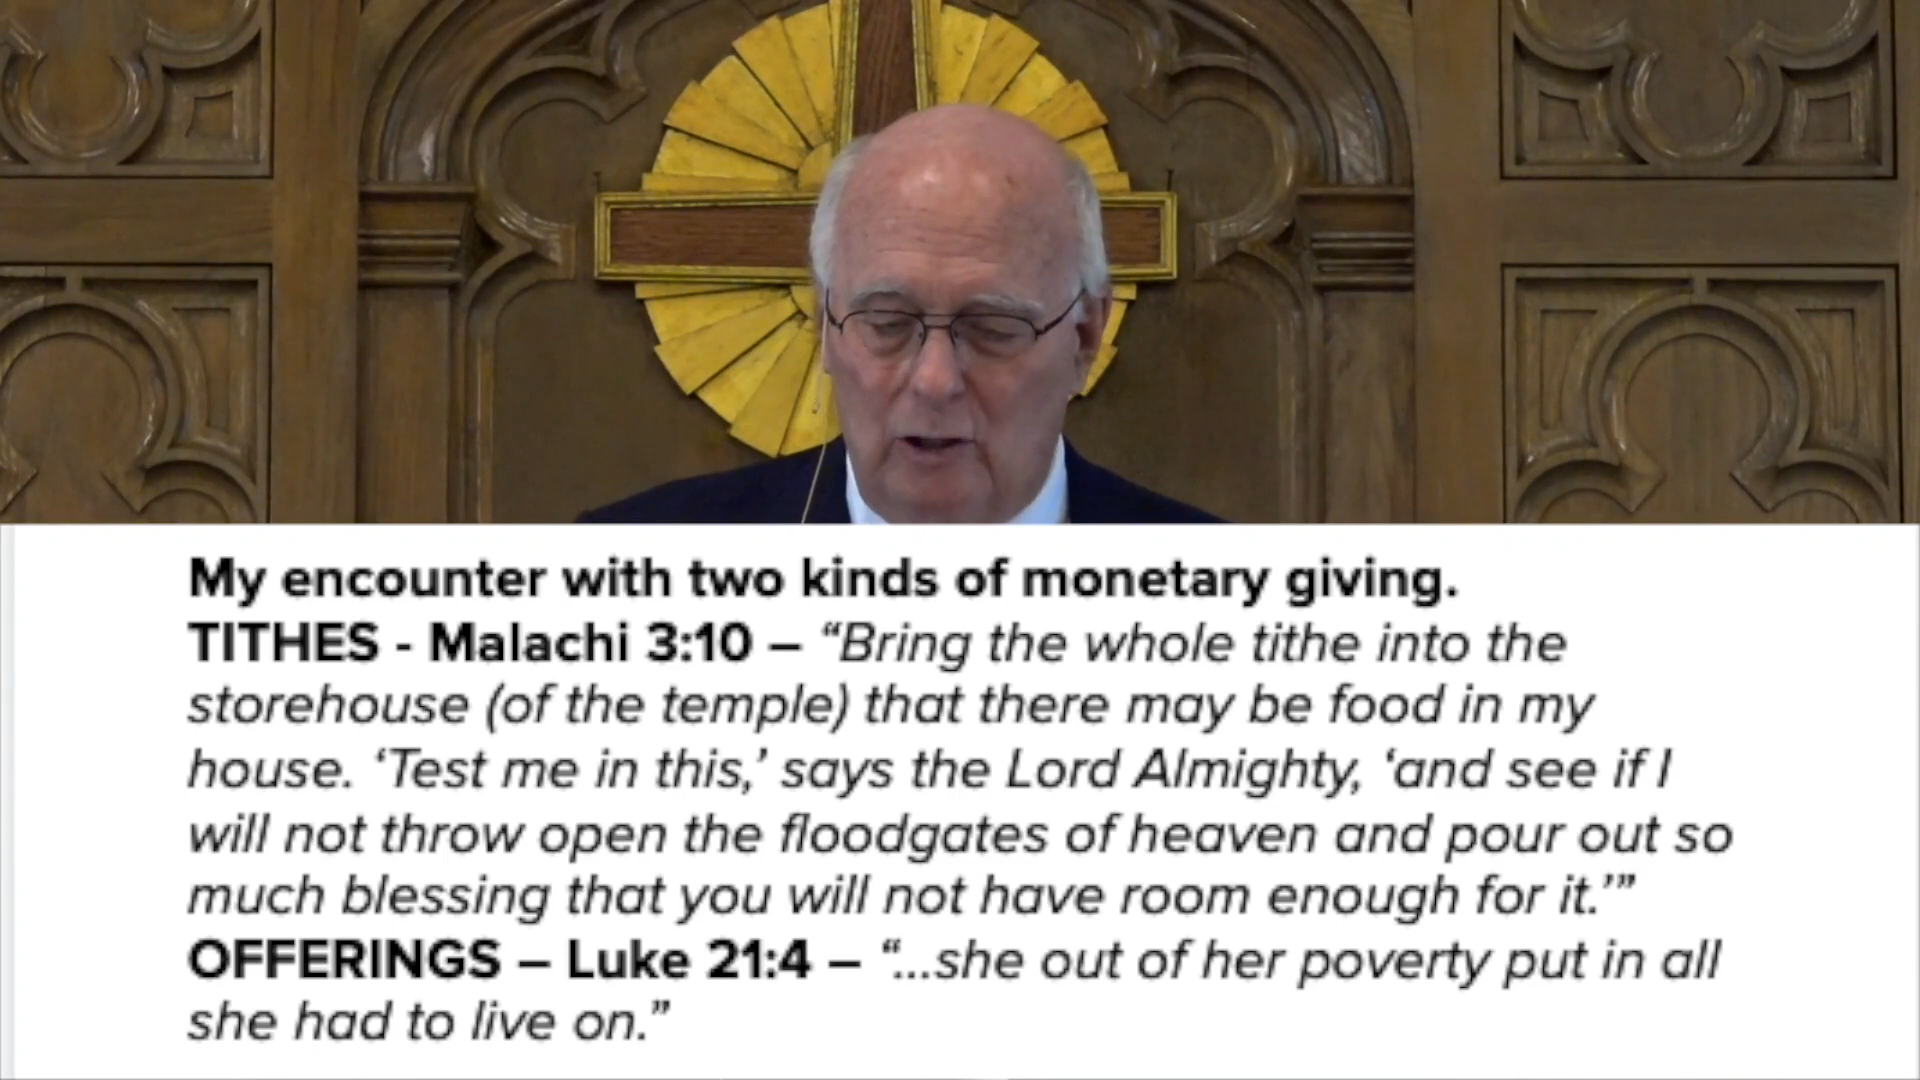 My encounter with two kinds of monetary giving.
TITHES - Malachi 3:10 – “Bring the whole tithe into the
storehouse (of the temple) that there may be food in my
house. ‘Test me in this,’ says the Lord Almighty, ‘and see if I
will not throw open the floodgates of heaven and pour out so
much blessing that you will not have room enough for it.’”
OFFERINGS – Luke 21:4 – “...she out of her poverty put in all
she had to live on.”